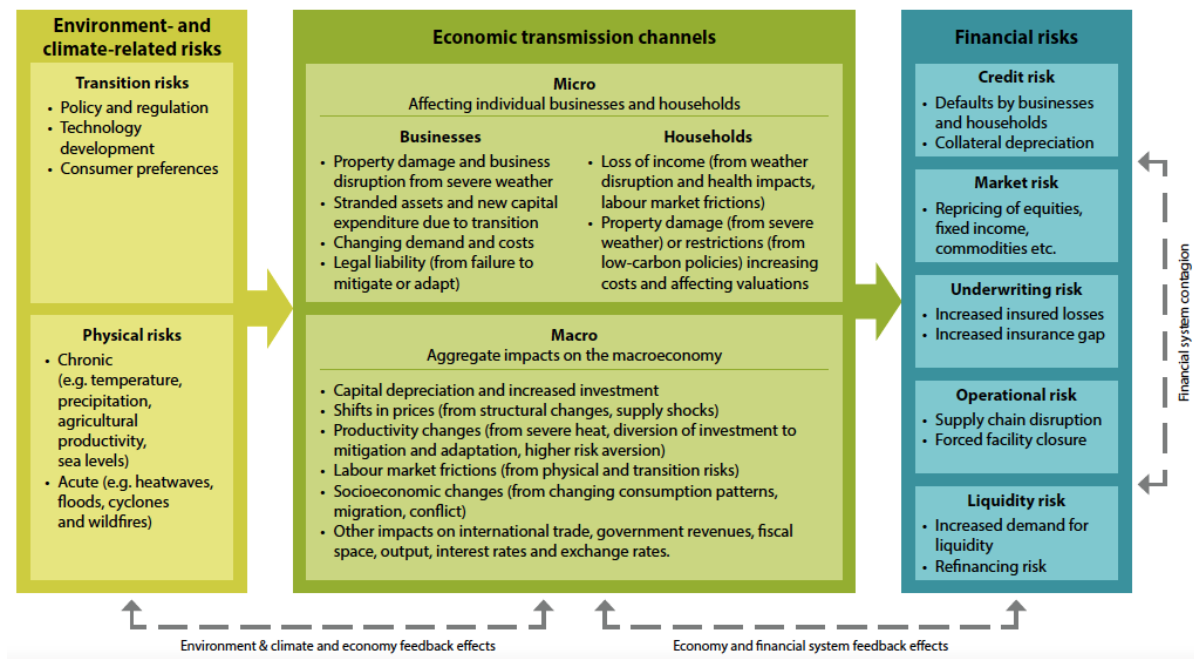 Environment- and
climate-related risks
Transition risks
• Policy and regulation
• Technology
development
• Consumer preferences
Physical risks
• Chronic
(e.g. temperature,
precipitation,
agricultural
productivity,
sea levels)
• Acute (e.g. heatwaves,
floods, cyclones
and wildfires)
Economic transmission channels
Micro
Affecting individual businesses and households
Businesses
• Property damage and business
disruption from severe weather
• Stranded assets and new capital
expenditure due to transition
• Changing demand and costs
• Legal liability (from failure to
mitigate or adapt)
Households
• Loss of income (from weather
disruption and health impacts,
labour market frictions)
• Property damage (from severe
weather) or restrictions (from
low-carbon policies) increasing
costs and affecting valuations
Macro
Aggregate impacts on the macroeconomy
• Capital depreciation and increased investment
• Shifts in prices (from structural changes, supply shocks)
• Productivity changes (from severe heat, diversion of investment to
mitigation and adaptation, higher risk aversion)
• Labour market frictions (from physical and transition risks)
• Socioeconomic changes (from changing consumption patterns,
migration, conflict)
• Other impacts on international trade, government revenues, fiscal
space, output, interest rates and exchange rates.
Financial risks
Credit risk
• Defaults by businesses
and households
• Collateral depreciation
Market risk
• Repricing of equities,
fixed income,
commodities etc.
Underwriting risk
• Increased insured losses
• Increased insurance gap
Operational risk
• Supply chain disruption
• Forced facility closure
Liquidity risk
• Increased demand for
liquidity
• Refinancing risk
Financial system contagion
Environment & climate and economy feedback effects
Economy and financial system feedback effects